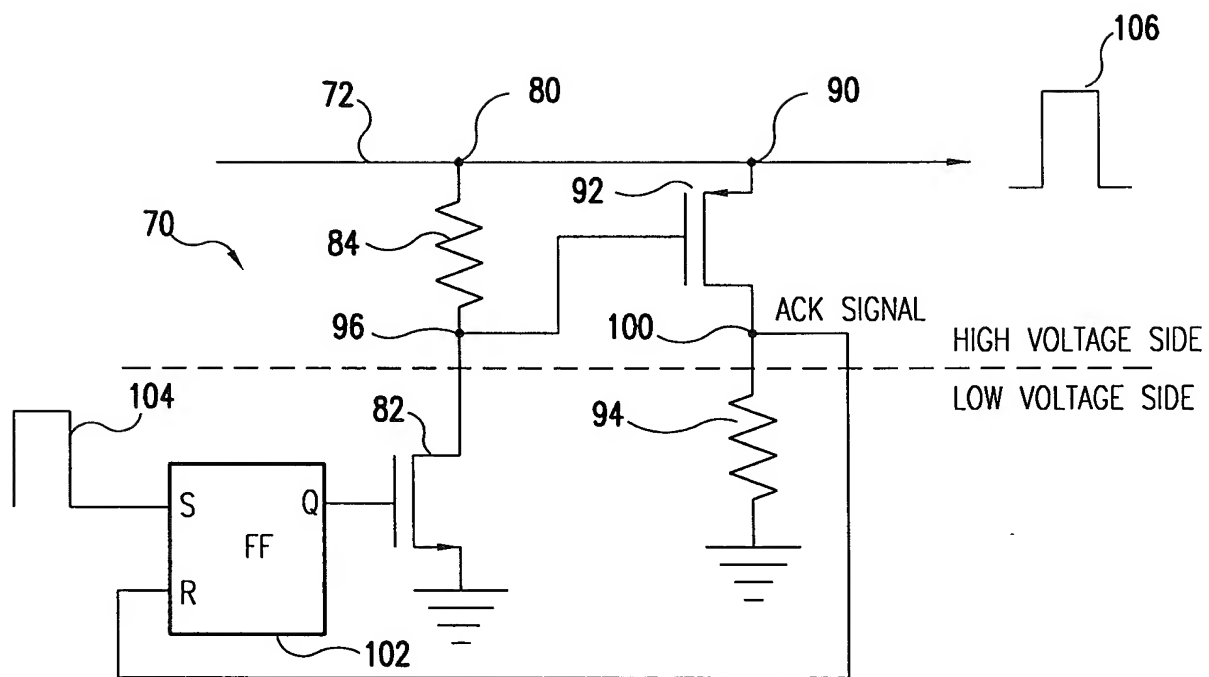 106
72
80
90
92
70
84
ACK SIGNAL
96
100
HIGH VOLTAGE SIDE
LOW VOLTAGE SIDE
104
82
94
S
Q
FF
R
102